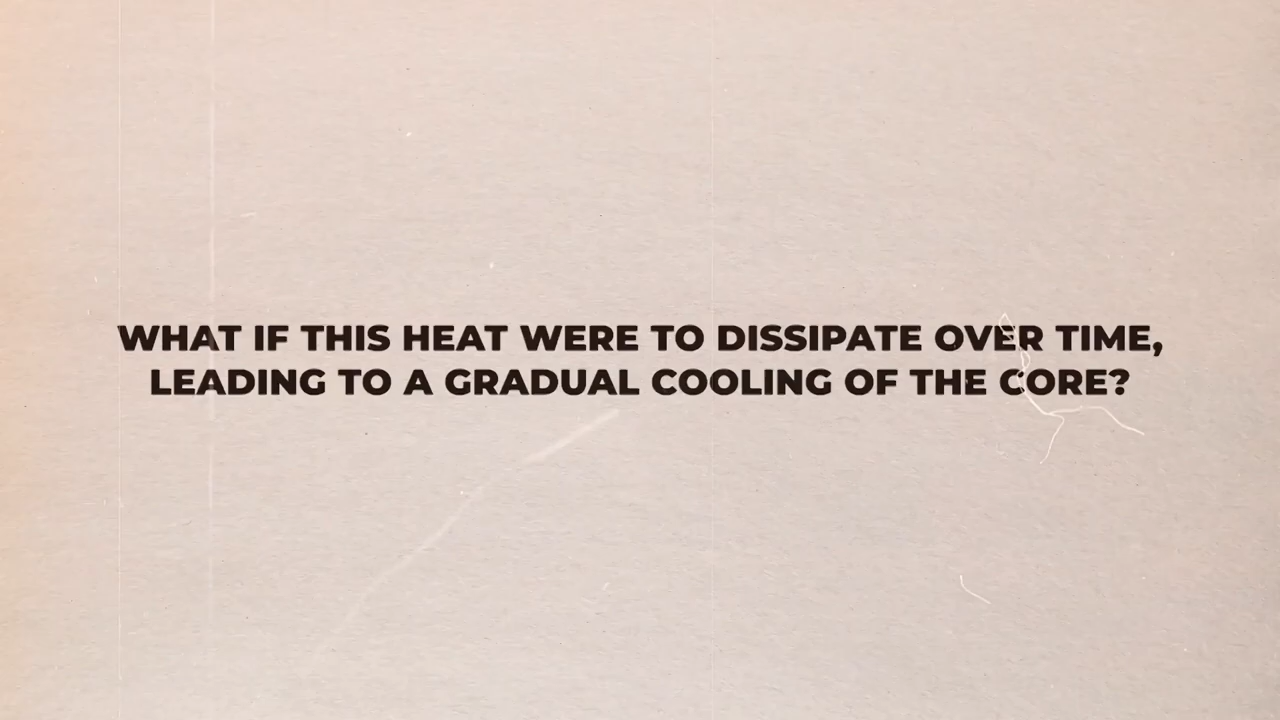 WHAT IF THIS HEAT WERE TO DISSIPATE OVER TIME,
LEADING TO A GRADUAL COOLING OF THE CORE?